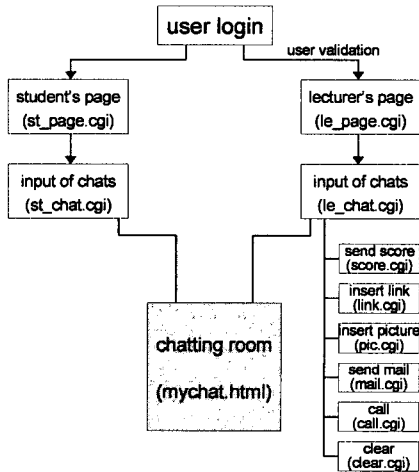 user login
user validation
student's page
(st_page.cgi)
lecturer's page
(le_page.cgi)
input of chats
(st_chat.cgi)
input of chats
(le_chat.cgi)
chatting room
(mychat.html)
send score
(score.cgi)
insert link
(link.cgi)
insert picture
(pic.cgi)
send mail
(mail.cgi)
call
(call.cgi)
clear
(clear.cgi)